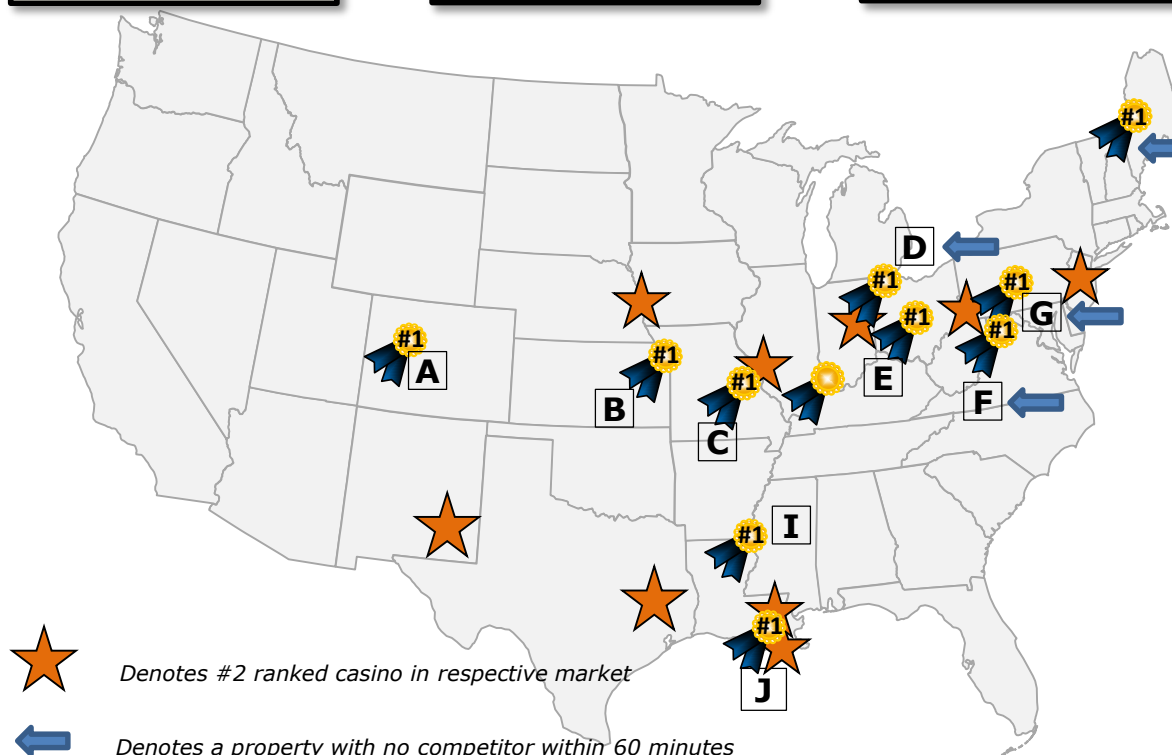 #1
D
#1
#1
#1
G
#1
#1
#1
A
B
#1
C
E
F
#1
I
#1
J
Denotes #2 ranked casino in respective market
Denotes a property with no competitor within 60 minutes